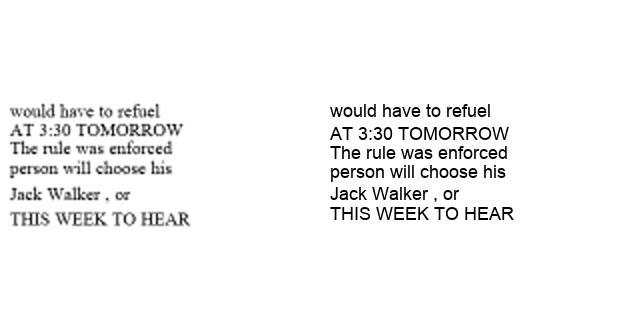 would have to refuel
AT 3:30 TOMORROW
The rule was enforced
person will choose his
Jack Walker , or
THIS WEEK TO HEAR
would have to refuel
AT 3:30 TOMORROW
The rule was enforced
person will choose his
Jack Walker , or
THIS WEEK TO HEAR